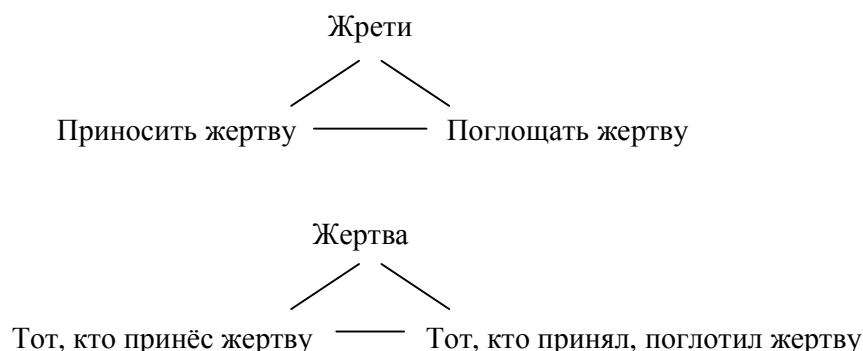 Жрети
Приносить жертву Поглощать жертву
Жертва
Тот, кто принёс жертву Тот, кто принял, поглотил жертву